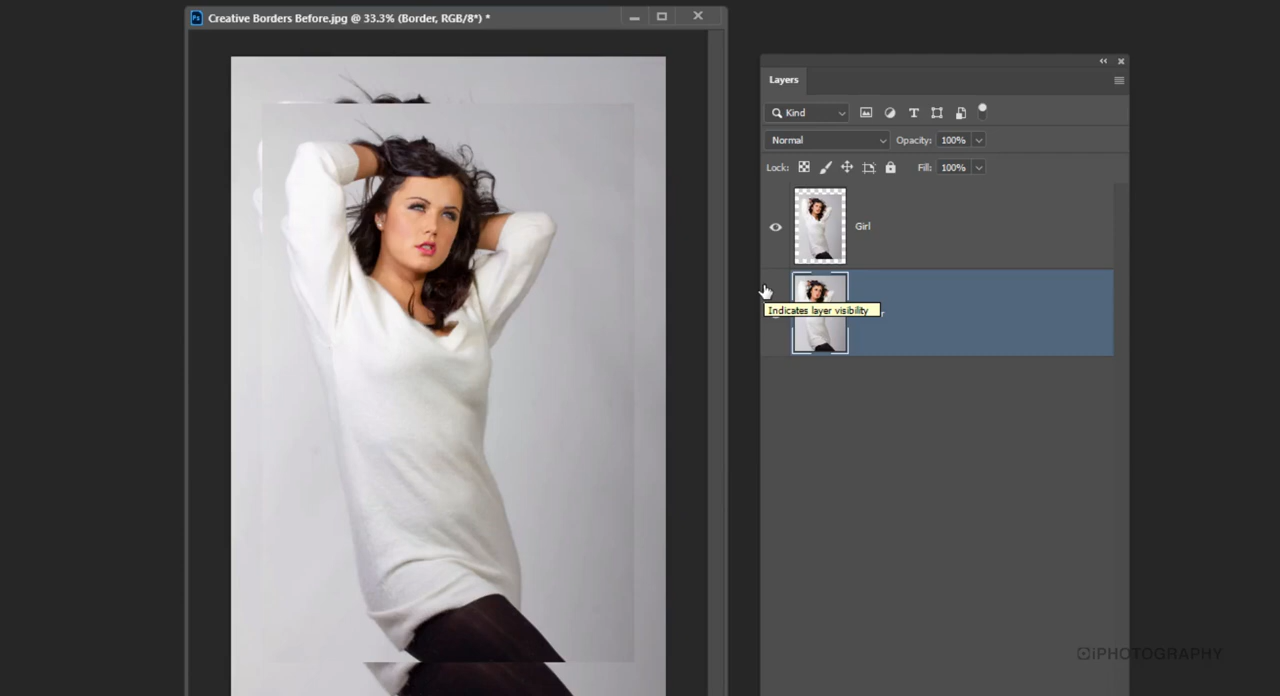 Creative Borders Before.jpg @ 33.3% (Border, RGB/8*) *
Layers
Kind
Normal Opacity: 100%
Lock: Fill: 100%
Girl
Indicates layer visibility
iPHOTOGRAPHY